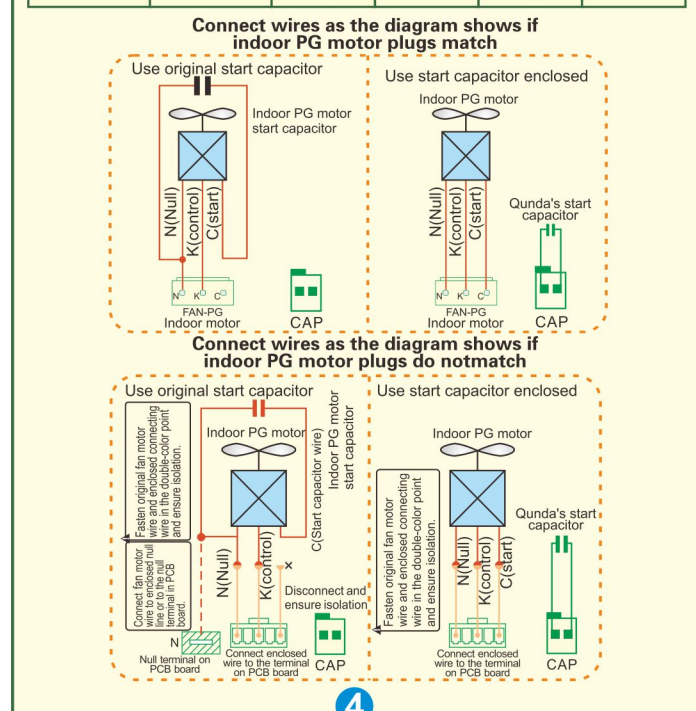 Connect wires as the diagram shows if
indoor PG motor plugs match
Use original start capacitor
Indoor PG motor
start capacitor
N(Null)
K(control)
C(start)
N
K
C
FAN-PG
Indoor motor
CAP
Use start capacitor enclosed
Indoor PG motor
N(Null)
K(control)
C(start)
Qunda's start
capacitor
N
K
C
FAN-PG
Indoor motor
CAP
Connect wires as the diagram shows if
indoor PG motor plugs do notmatch
Use original start capacitor
Fasten original fan motor
wire and enclosed connecting
wire in the double-color point
and ensure isolation.
Indoor PG motor
C(Start capacitor wire)
Indoor PG motor
start capacitor
Connect fan motor
wire to enclosed null
line or to the null
terminal in PCB
board.
N(Null)
K(control)
×
Disconnect and
ensure isolation
N
Null terminal on
PCB board
Connect enclosed
wire to the terminal
on PCB board
CAP
Use start capacitor enclosed
Indoor PG motor
Fasten original fan motor
wire and enclosed connecting
wire in the double-color point
and ensure isolation.
N(Null)
K(control)
C(start)
Qunda's start
capacitor
Connect enclosed
wire to the terminal
on PCB board
CAP
4